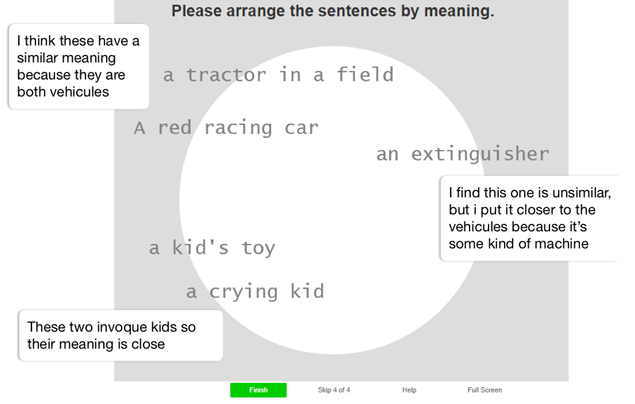 Please arrange the sentences by meaning.
I think these have a
similar meaning
because they are
both vehicules
a tractor in a field
A red racing car
an extinguisher
I find this one is unsimilar,
but i put it closer to the
vehicules because it's
some kind of machine
a kid's toy
a crying kid
These two invoque kids so
their meaning is close
Finish
Skip 4 of 4
Help
Full Screen